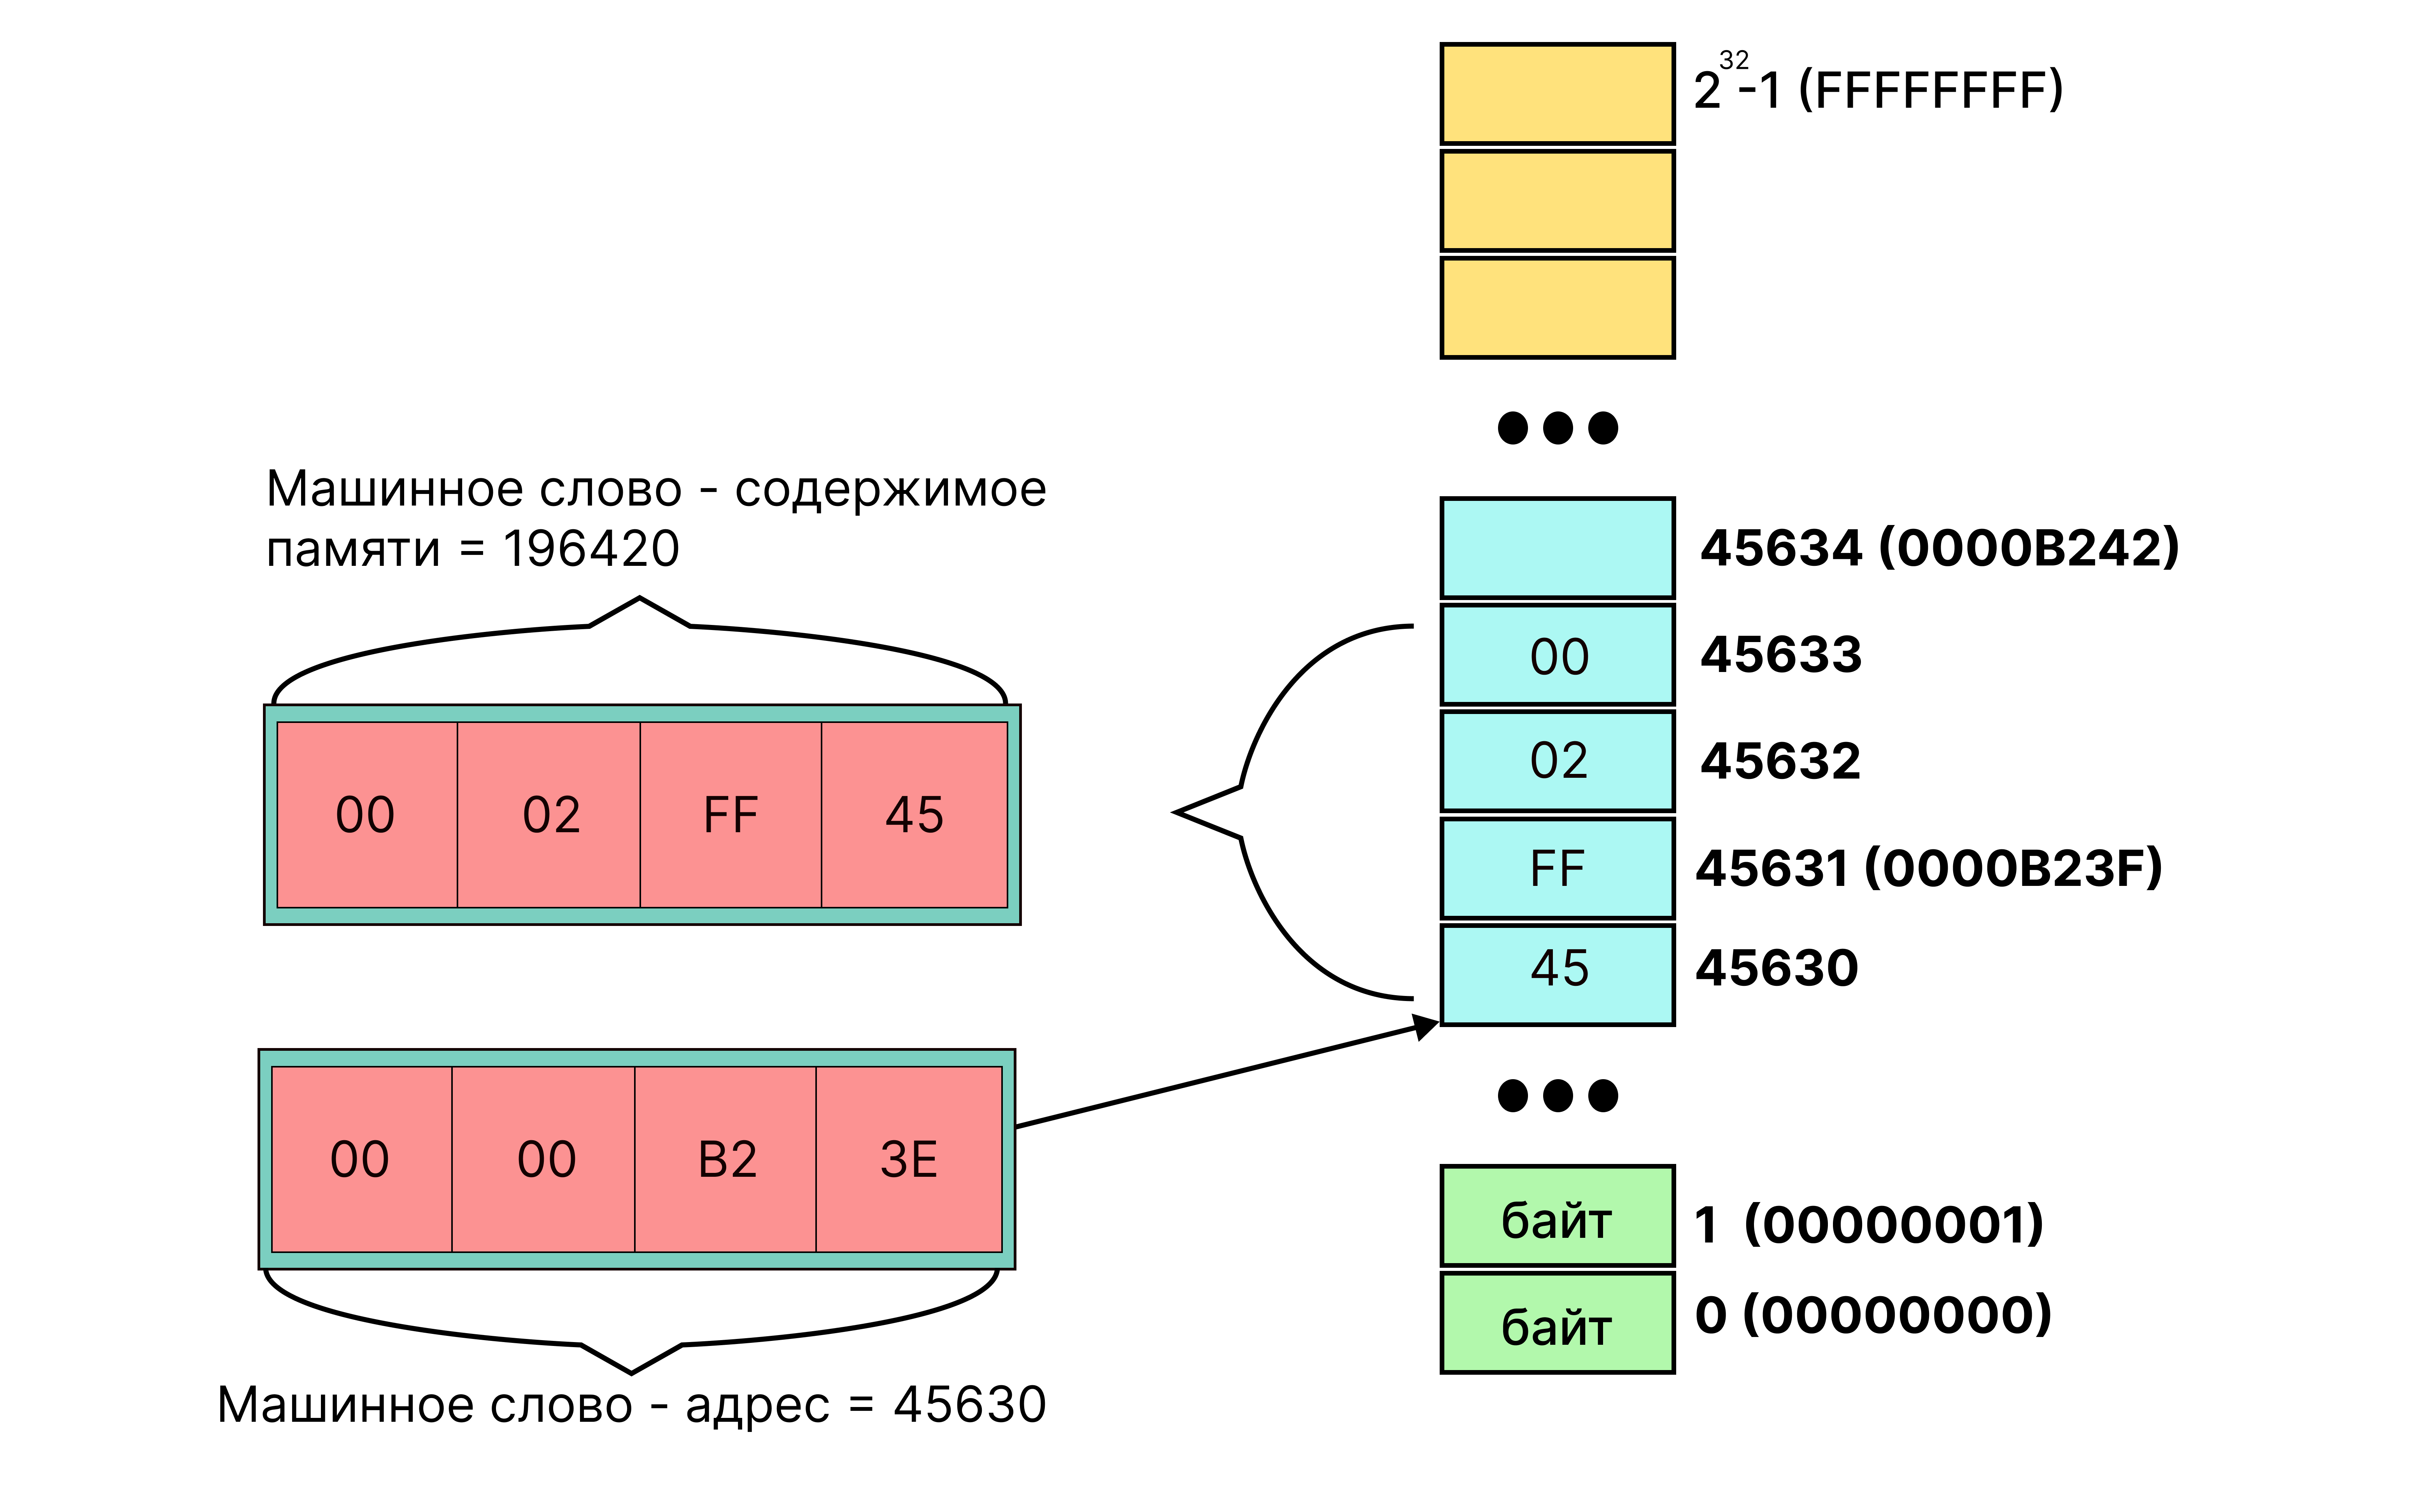 2³²-1 (FFFFFFFF)
Машинное слово - содержимое
памяти = 196420
00 02 FF 45
00 00 B2 3E
Машинное слово - адрес = 45630
45634 (0000B242)
00 45633
02 45632
FF 45631 (0000B23F)
45 45630
байт 1 (00000001)
байт 0 (00000000)